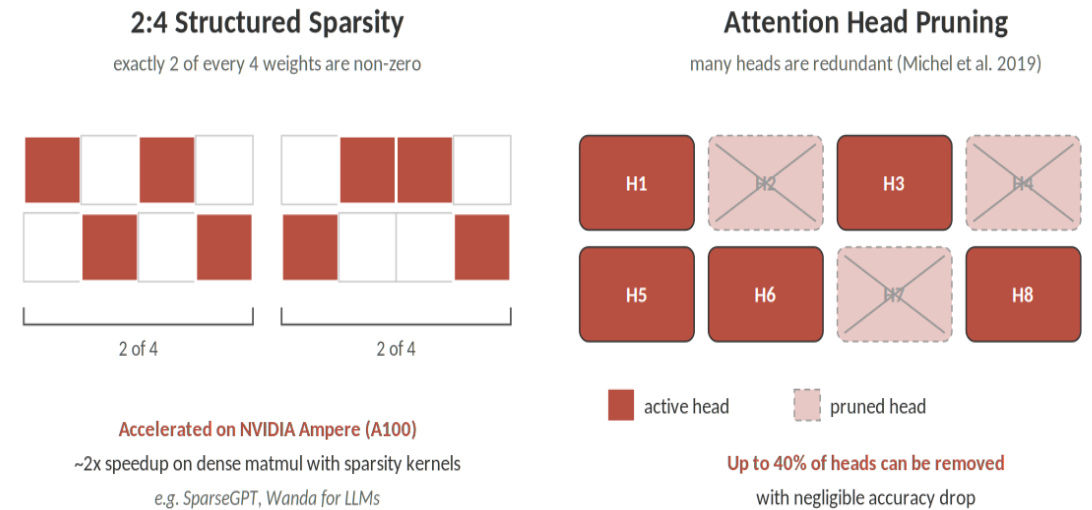 2:4 Structured Sparsity
exactly 2 of every 4 weights are non-zero
2 of 4
2 of 4
Accelerated on NVIDIA Ampere (A100)
~2x speedup on dense matmul with sparsity kernels
e.g. SparseGPT, Wanda for LLMs
Attention Head Pruning
many heads are redundant (Michel et al. 2019)
H1
H2
H3
H4
H5
H6
H7
H8
active head
pruned head
Up to 40% of heads can be removed
with negligible accuracy drop